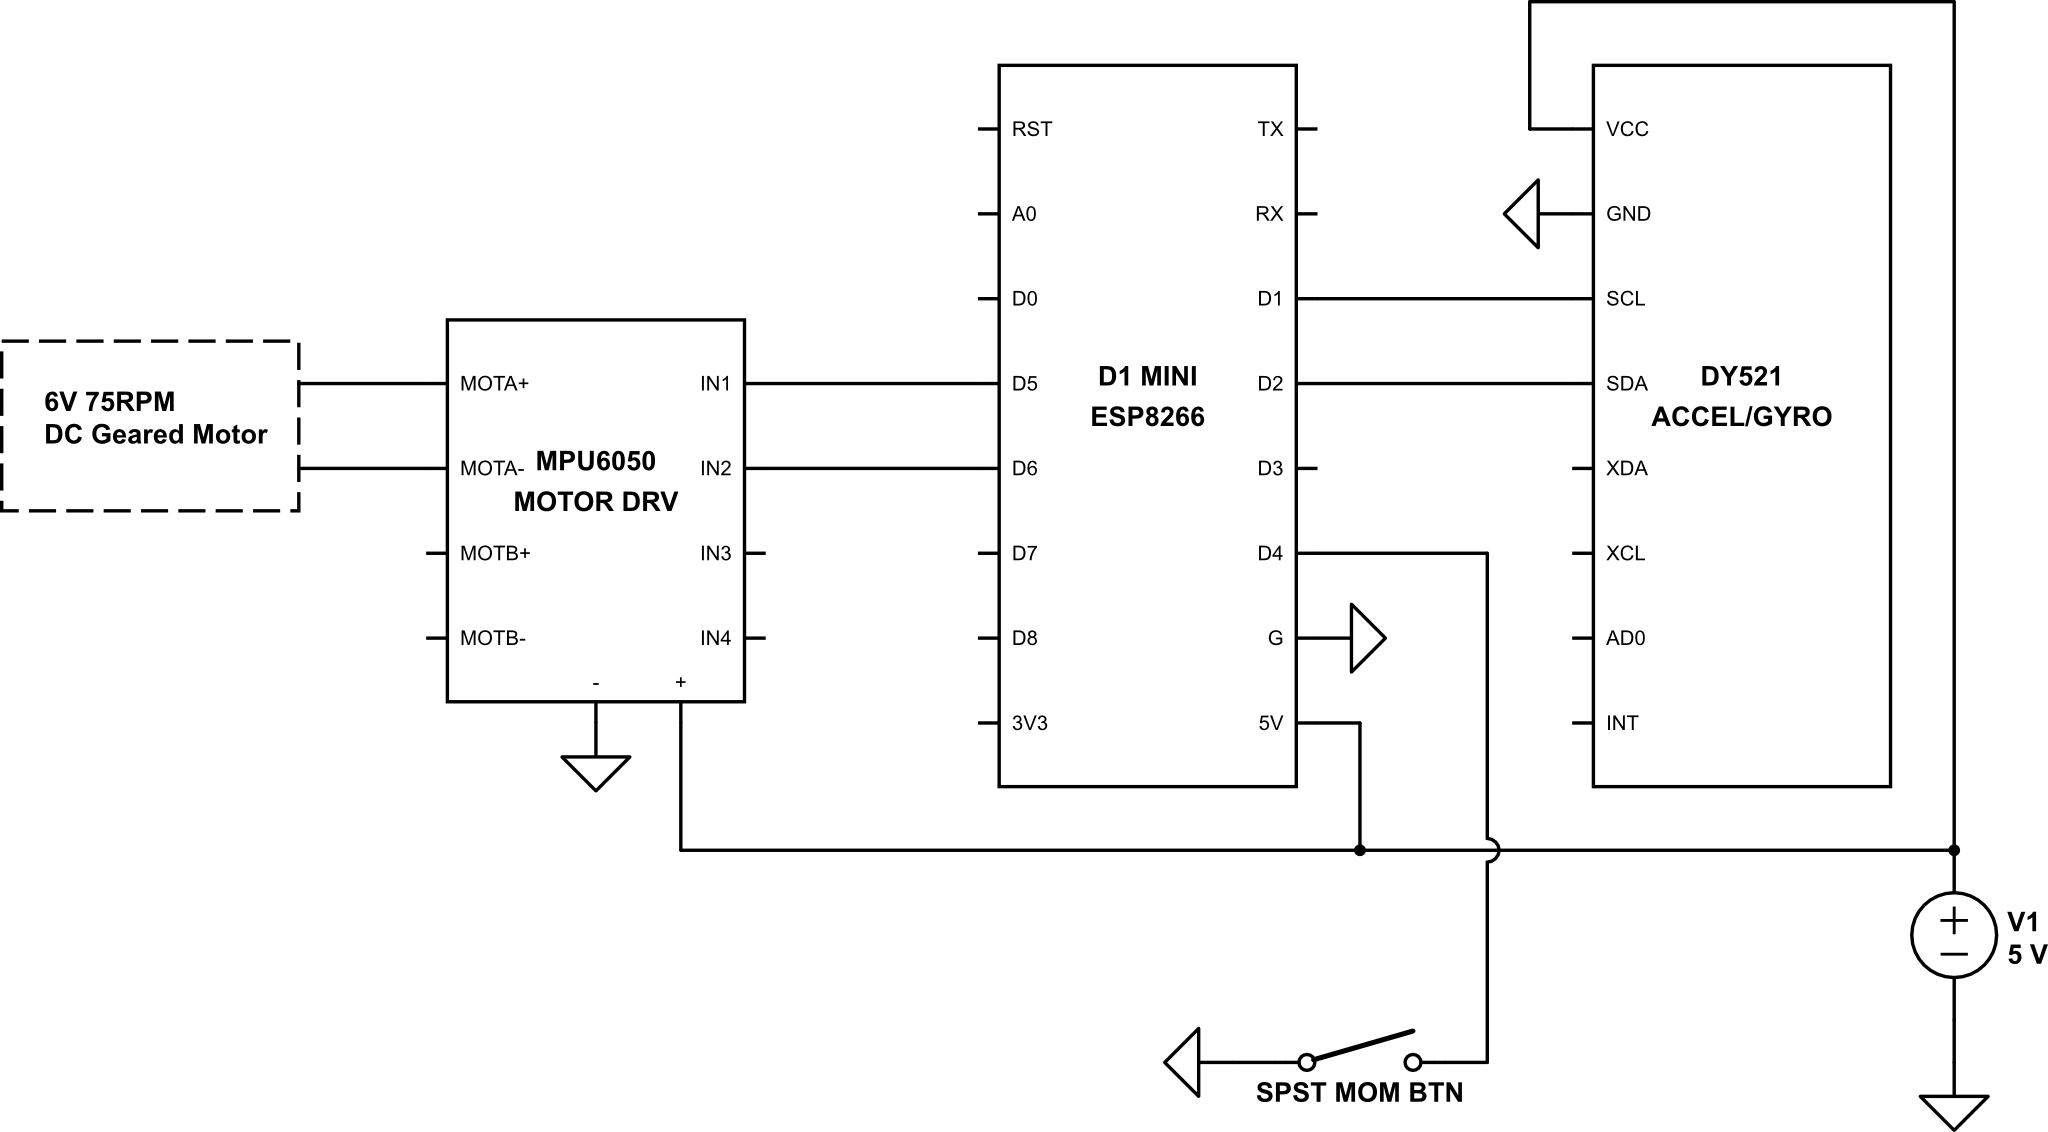 6V 75RPM
DC Geared Motor
MOTA+
MOTA-
MOTB+
MOTB-
MPU6050
MOTOR DRV
IN1
IN2
IN3
IN4
-
+
RST
A0
D0
D5
D6
D7
D8
3V3
D1 MINI
ESP8266
TX
RX
D1
D2
D3
D4
G
5V
VCC
GND
SCL
SDA
XDA
XCL
AD0
INT
DY521
ACCEL/GYRO
V1
5 V
SPST MOM BTN